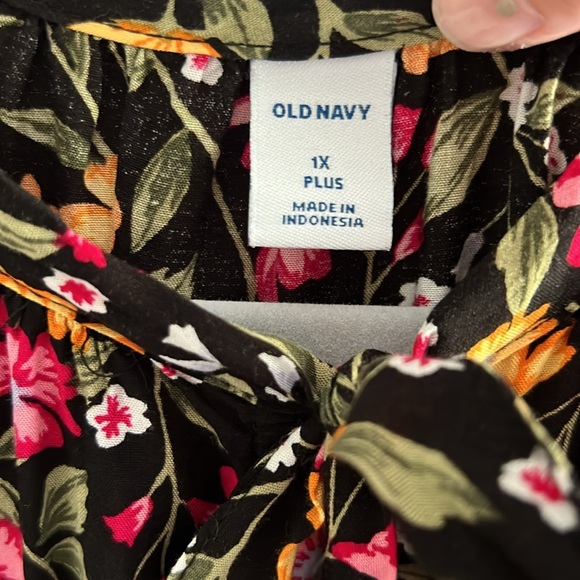 OLD NAVY
1X
PLUS
MADE IN
INDONESIA